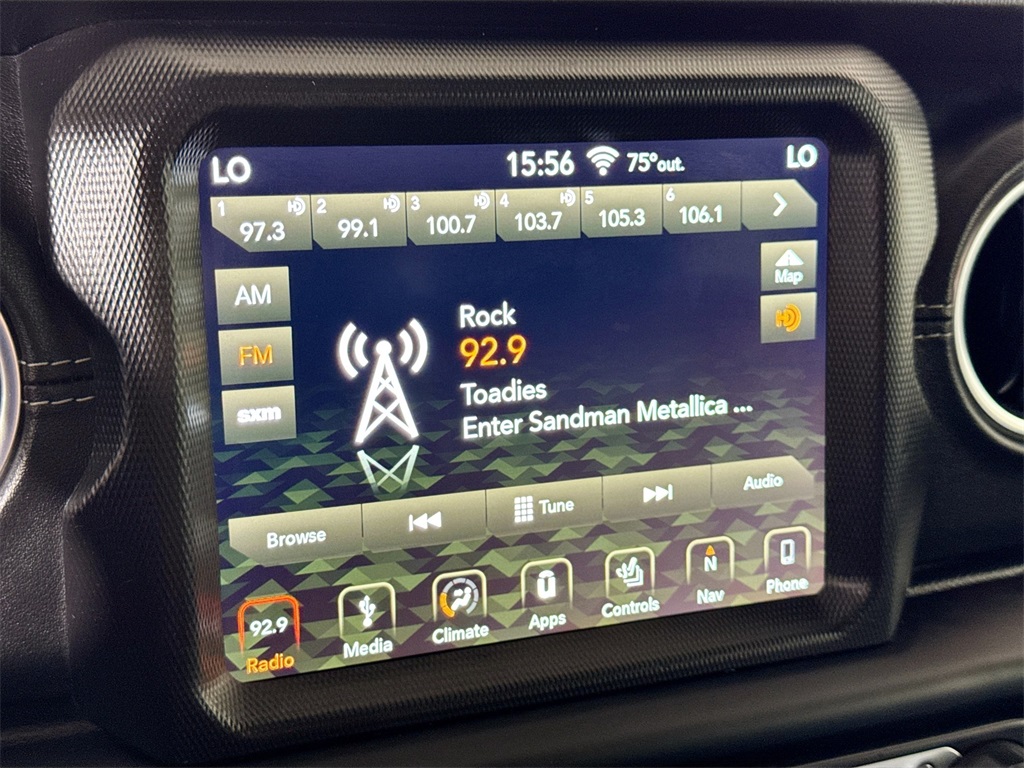 LO 15:56 75° out. LO
1 97.3 2 99.1 3 100.7 4 103.7 5 105.3 6 106.1
AM
Map
Rock
FM
92.9
sxm
Toadies
Enter Sandman Metallica ...
Browse Tune Audio
92.9 N
Radio Media Climate Apps Controls Nav Phone